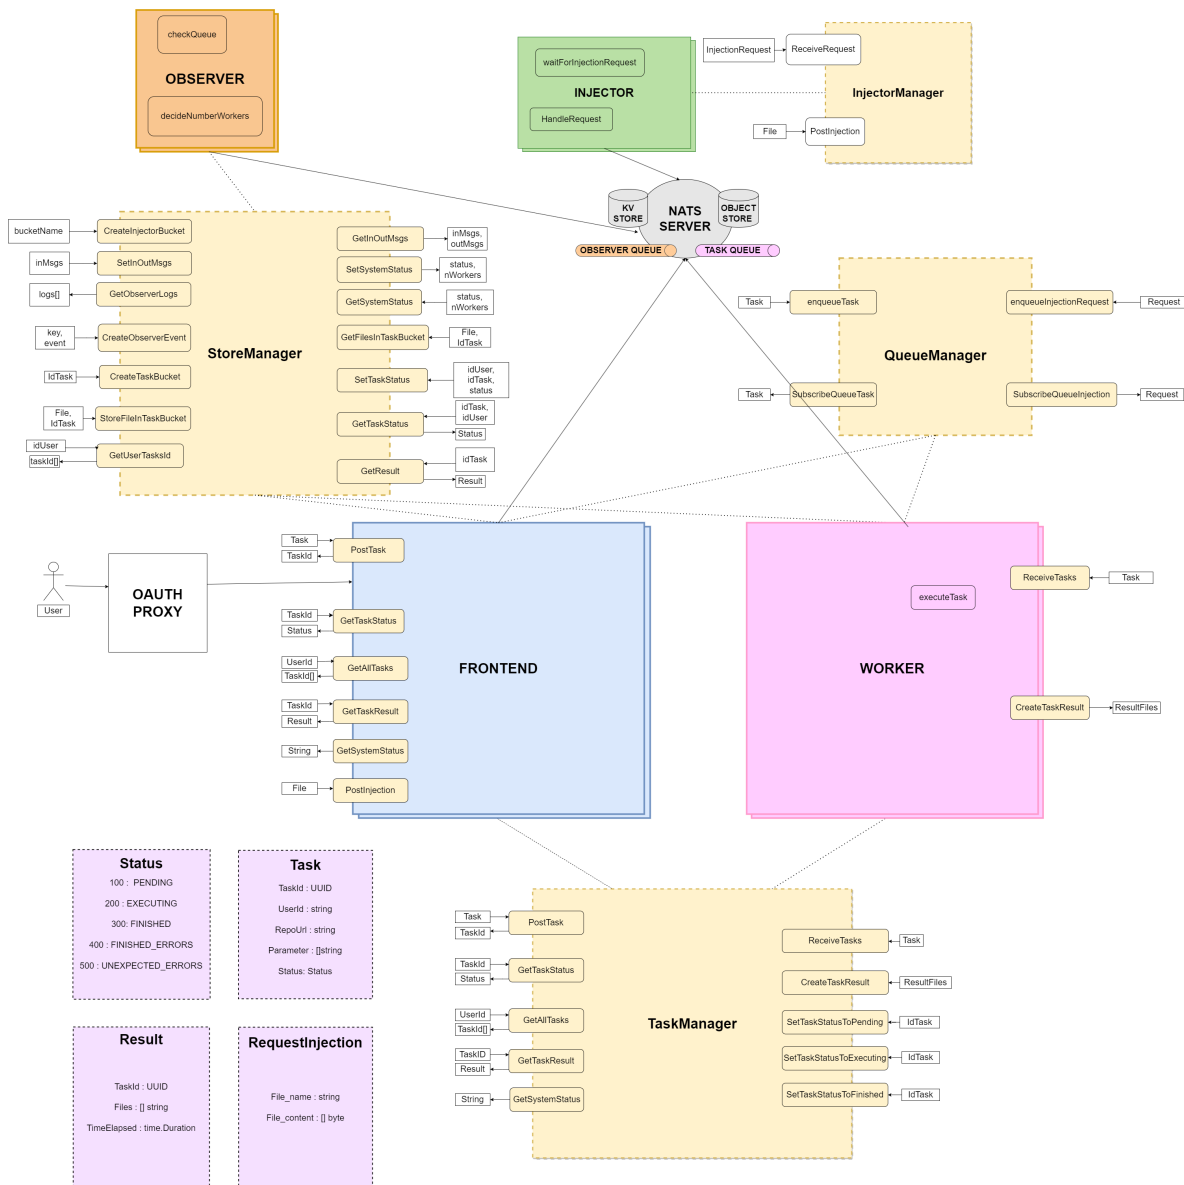 checkQueue
OBSERVER
decideNumberWorkers
waitForInjectionRequest
INJECTOR
HandleRequest
InjectionRequest
ReceiveRequest
InjectorManager
File
PostInjection
KV
STORE
NATS
SERVER
OBJECT
STORE
OBSERVER QUEUE
TASK QUEUE
bucketName
CreateInjectorBucket
inMsgs
SetInOutMsgs
logs[]
GetObserverLogs
key,
event
CreateObserverEvent
IdTask
CreateTaskBucket
File,
IdTask
StoreFileInTaskBucket
idUser
taskId[]
GetUserTasksId
StoreManager
GetInOutMsgs
inMsgs,
outMsgs
SetSystemStatus
status,
nWorkers
GetSystemStatus
status,
nWorkers
GetFilesInTaskBucket
File,
IdTask
SetTaskStatus
idUser,
idTask,
status
GetTaskStatus
idTask,
idUser
Status
GetResult
idTask
Result
Task
enqueueTask
enqueueInjectionRequest
Request
QueueManager
Task
SubscribeQueueTask
SubscribeQueueInjection
Request
User
OAUTH
PROXY
Task
TaskId
PostTask
TaskId
Status
GetTaskStatus
UserId
TaskId[]
GetAllTasks
TaskId
Result
GetTaskResult
String
GetSystemStatus
File
PostInjection
FRONTEND
executeTask
WORKER
ReceiveTasks
Task
CreateTaskResult
ResultFiles
Status
100 : PENDING
200 : EXECUTING
300: FINISHED
400 : FINISHED_ERRORS
500 : UNEXPECTED_ERRORS
Task
TaskId : UUID
UserId : string
RepoUrl : string
Parameter : []string
Status: Status
Result
TaskId : UUID
Files : [] string
TimeElapsed : time.Duration
RequestInjection
File_name : string
File_content : [] byte
Task
TaskId
PostTask
TaskId
Status
GetTaskStatus
UserId
TaskId[]
GetAllTasks
TaskID
Result
GetTaskResult
String
GetSystemStatus
TaskManager
ReceiveTasks
Task
CreateTaskResult
ResultFiles
SetTaskStatusToPending
IdTask
SetTaskStatusToExecuting
IdTask
SetTaskStatusToFinished
IdTask